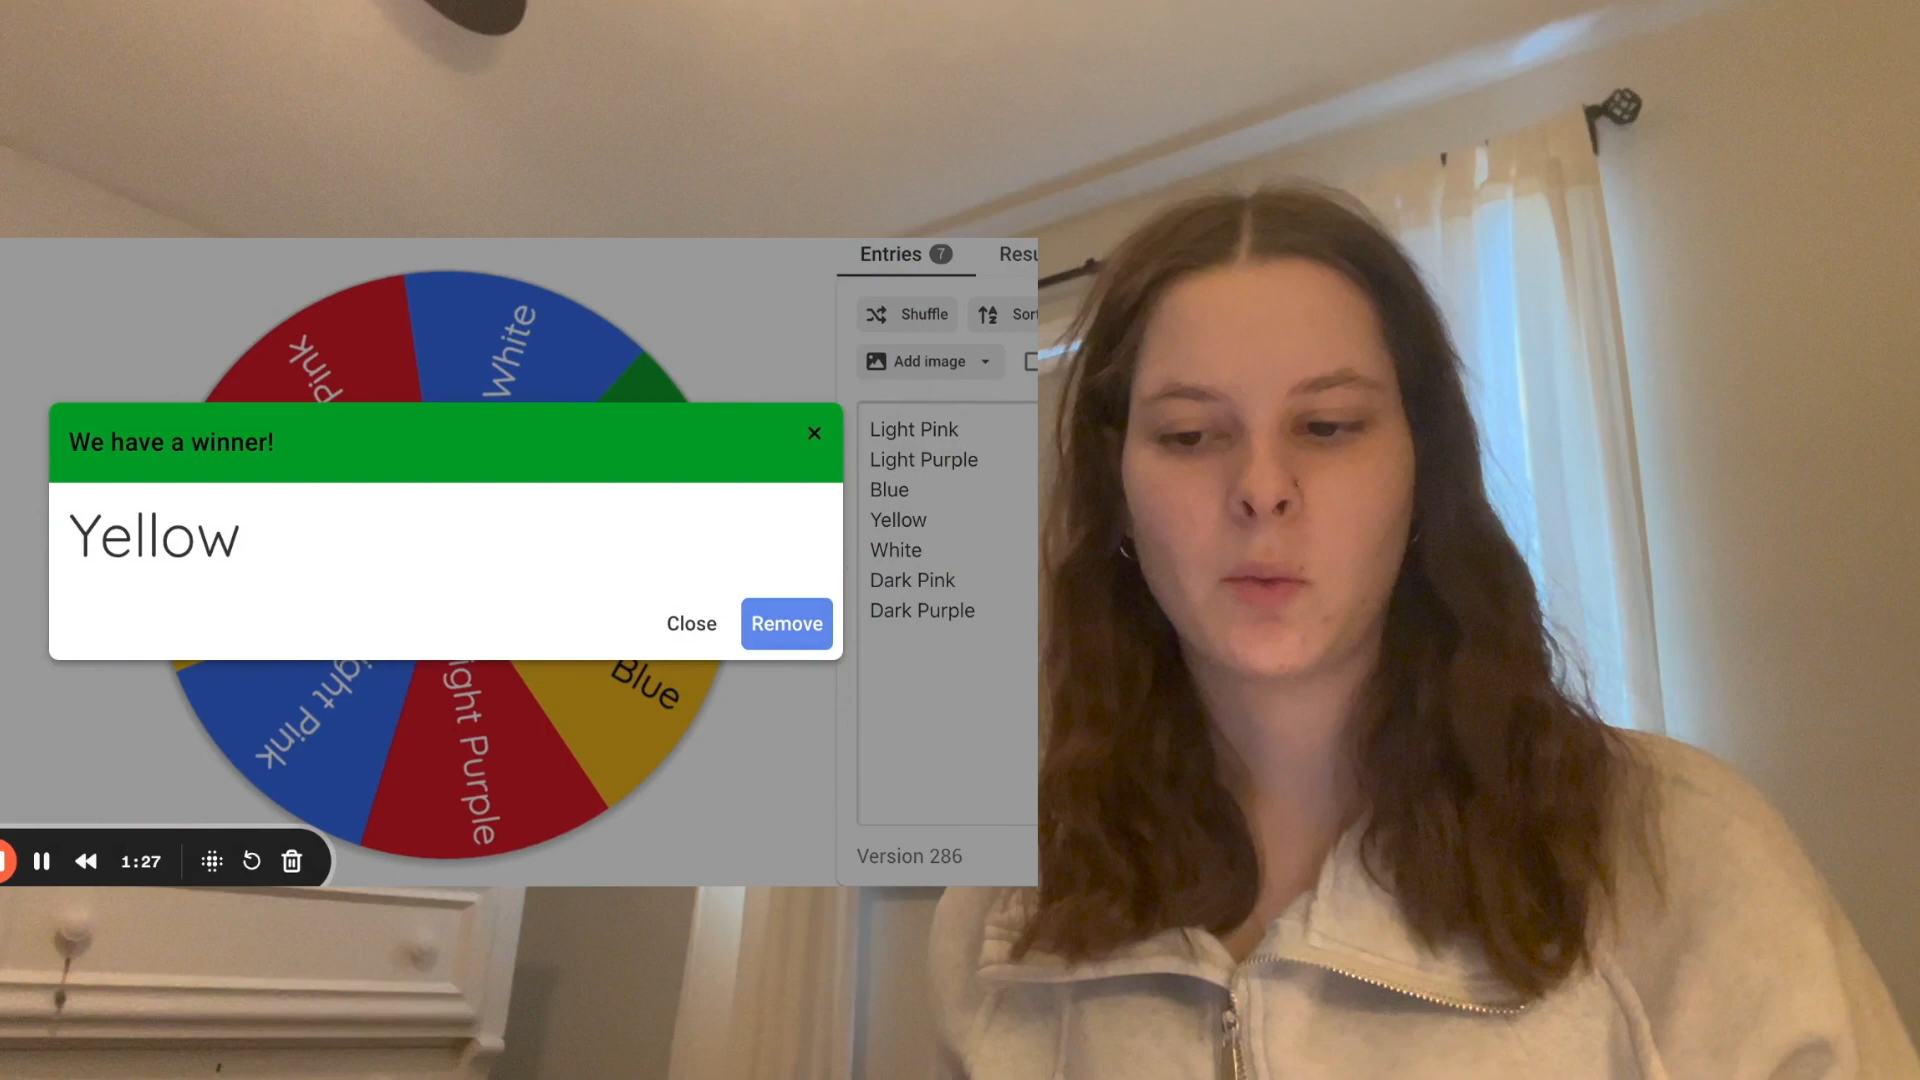 Entries 7
Resu
Shuffle
Sort
Add image
Pink
White
We have a winner!
Yellow
Close
Remove
Light Pink
Light Purple
Blue
Yellow
White
Dark Pink
Dark Purple
ight Pink
ight Purple
Blue
1:27
Version 286